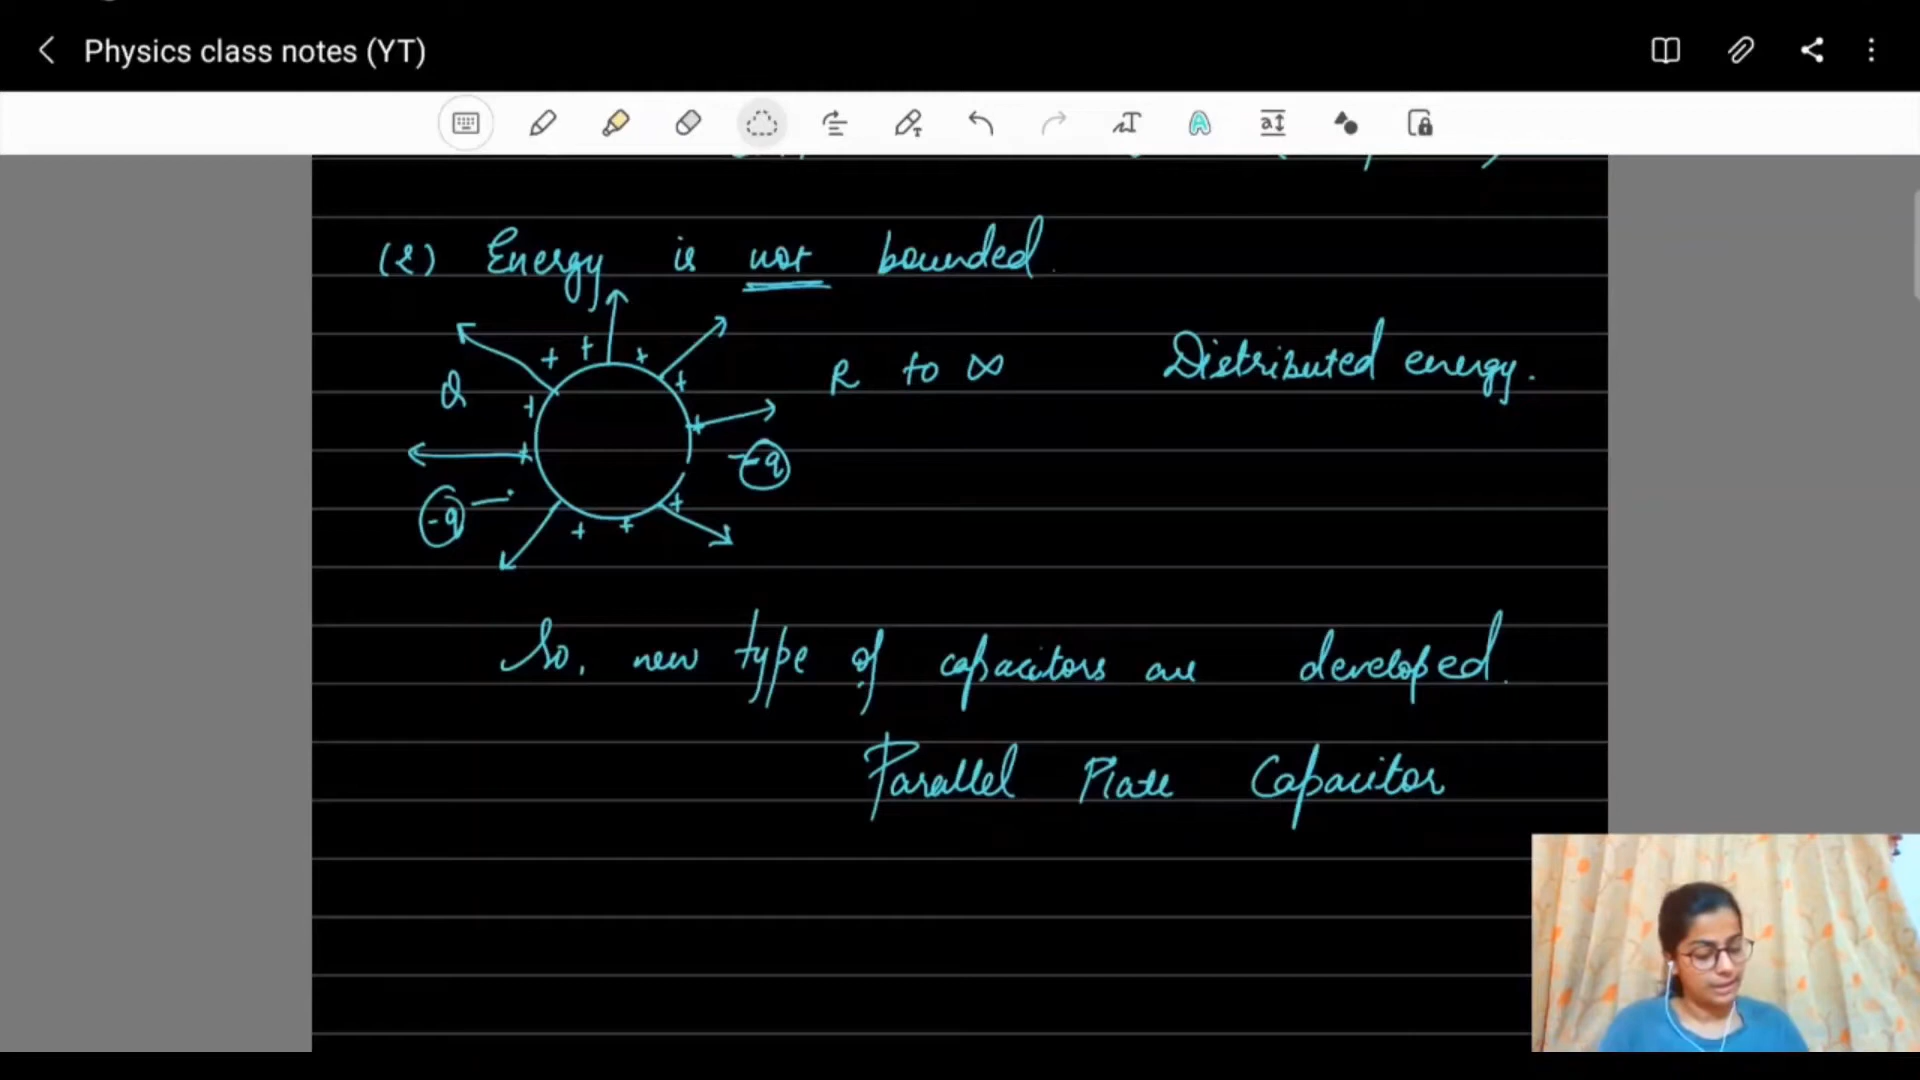 Physics class notes (YT)
(2) Energy is not bounded.
R to ∞ Distributed energy.
Q
-q
-q
So, new type of capacitors are developed.
Parallel Plate Capacitor